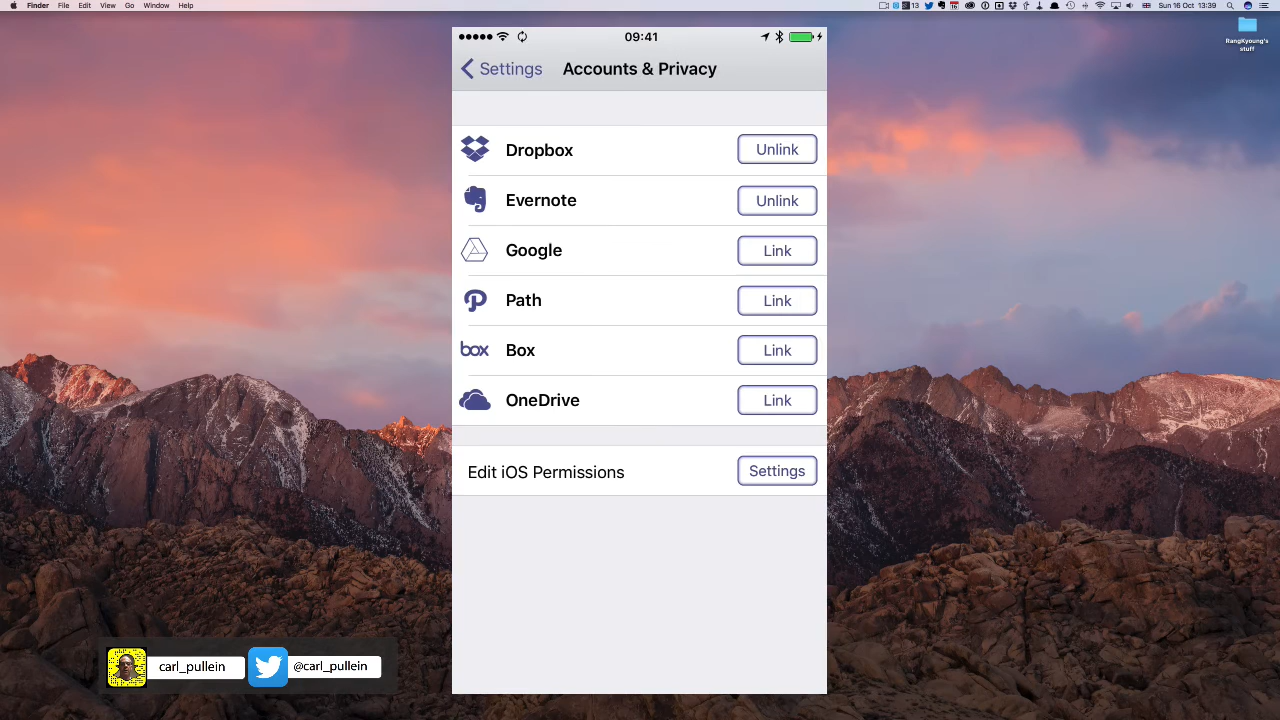 Finder File Edit View Go Window Help
13
16
Sun 16 Oct 13:39
RangKyoung's
stuff
09:41
Settings
Accounts & Privacy
Dropbox
Unlink
Evernote
Unlink
Google
Link
Path
Link
box
Box
Link
OneDrive
Link
Edit iOS Permissions
Settings
carl_pullein
@carl_pullein